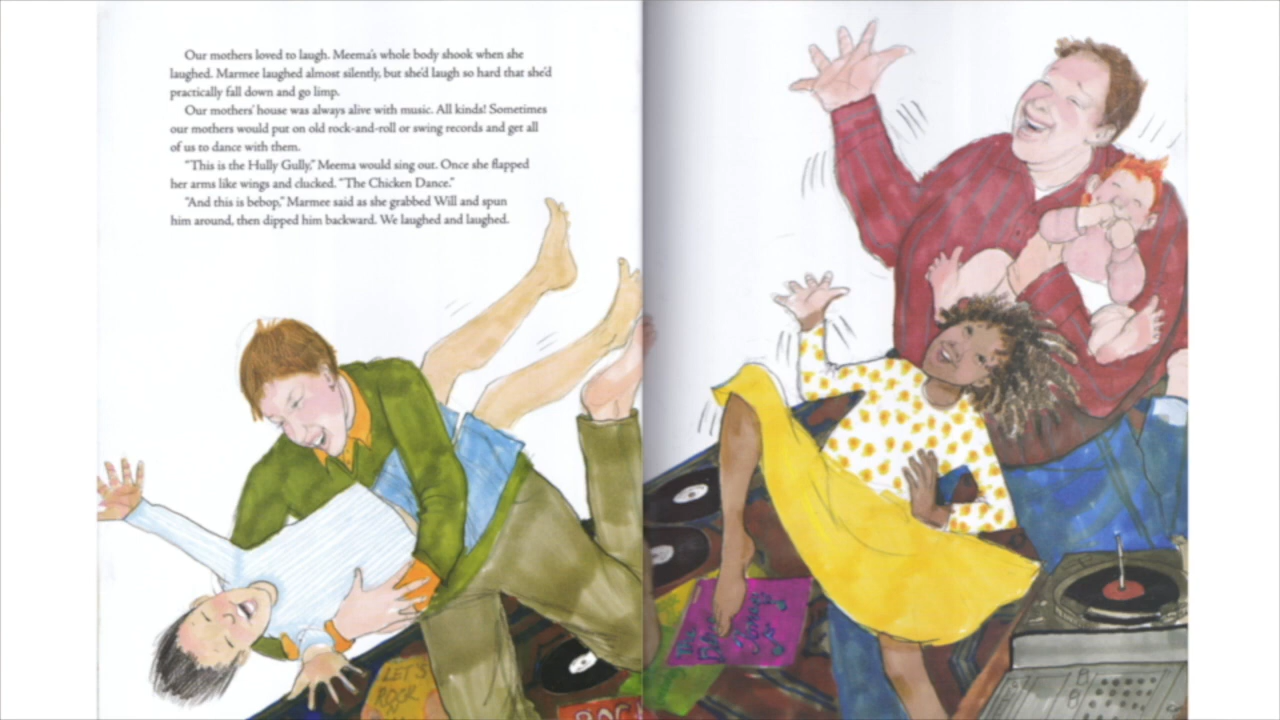 Our mothers loved to laugh. Meema's whole body shook when she
laughed. Marmee laughed almost silently, but she'd laugh so hard that she'd
practically fall down and go limp.
Our mothers' house was always alive with music. All kinds! Sometimes
our mothers would put on old rock-and-roll or swing records and get all
of us to dance with them.
"This is the Hully Gully," Meema would sing out. Once she flapped
her arms like wings and clucked. "The Chicken Dance."
"And this is bebop," Marmee said as she grabbed Will and spun
him around, then dipped him backward. We laughed and laughed.
LET'S
ROCK
ROCK